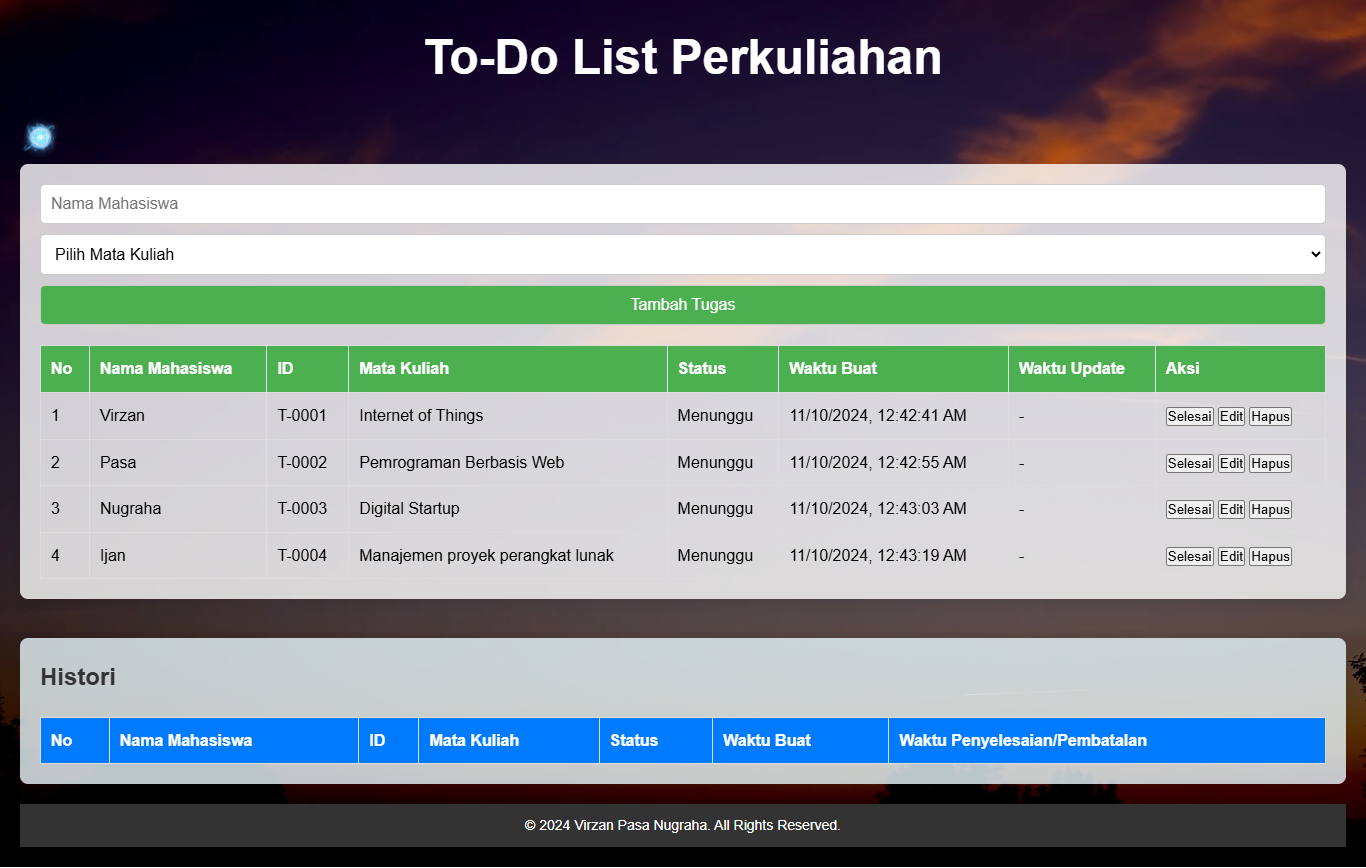 To-Do List Perkuliahan
Nama Mahasiswa
Pilih Mata Kuliah
Tambah Tugas
No Nama Mahasiswa ID Mata Kuliah Status Waktu Buat Waktu Update Aksi
1 Virzan T-0001 Internet of Things Menunggu 11/10/2024, 12:42:41 AM - Selesai Edit Hapus
2 Pasa T-0002 Pemrograman Berbasis Web Menunggu 11/10/2024, 12:42:55 AM - Selesai Edit Hapus
3 Nugraha T-0003 Digital Startup Menunggu 11/10/2024, 12:43:03 AM - Selesai Edit Hapus
4 Ijan T-0004 Manajemen proyek perangkat lunak Menunggu 11/10/2024, 12:43:19 AM - Selesai Edit Hapus
Histori
No Nama Mahasiswa ID Mata Kuliah Status Waktu Buat Waktu Penyelesaian/Pembatalan
© 2024 Virzan Pasa Nugraha. All Rights Reserved.